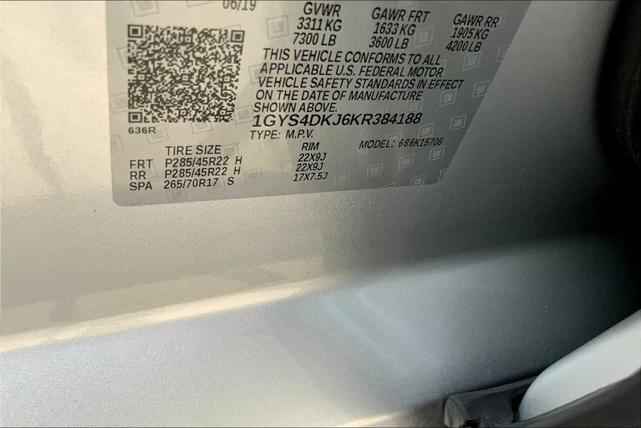 06/19
GVWR GAWR FRT GAWR RR
3311 KG 1633 KG 1905 KG
7300 LB 3600 LB 4200 LB
THIS VEHICLE CONFORMS TO ALL
APPLICABLE U.S. FEDERAL MOTOR
VEHICLE SAFETY STANDARDS IN EFFECT
ON THE DATE OF MANUFACTURE
SHOWN ABOVE.
1GYS4DKJ6KR384188
636R
TYPE: M.P.V. MODEL: 686K15706
TIRE SIZE RIM
FRT P285/45R22 H 22X9J
RR P285/45R22 H 22X9J
SPA 265/70R17 S 17X7.5J